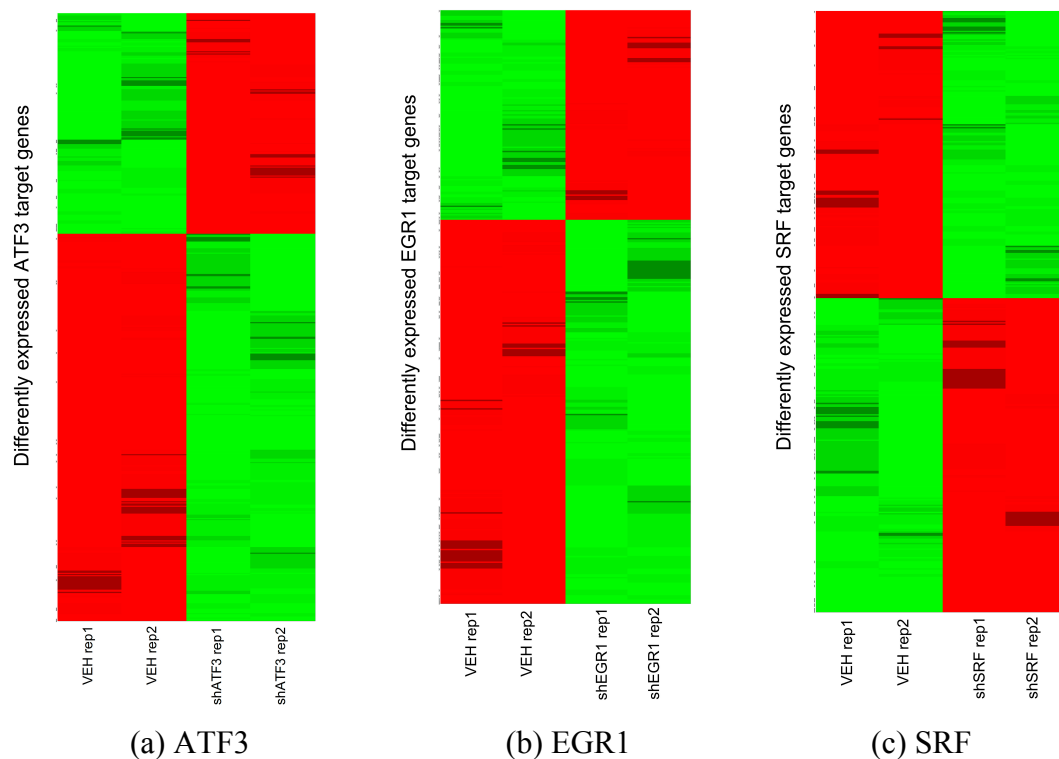 Differently expressed ATF3 target genes
VEH rep1
VEH rep2
shATF3 rep1
shATF3 rep2
(a) ATF3
Differently expressed EGR1 target genes
VEH rep1
VEH rep2
shEGR1 rep1
shEGR1 rep2
(b) EGR1
Differently expressed SRF target genes
VEH rep1
VEH rep2
shSRF rep1
shSRF rep2
(c) SRF